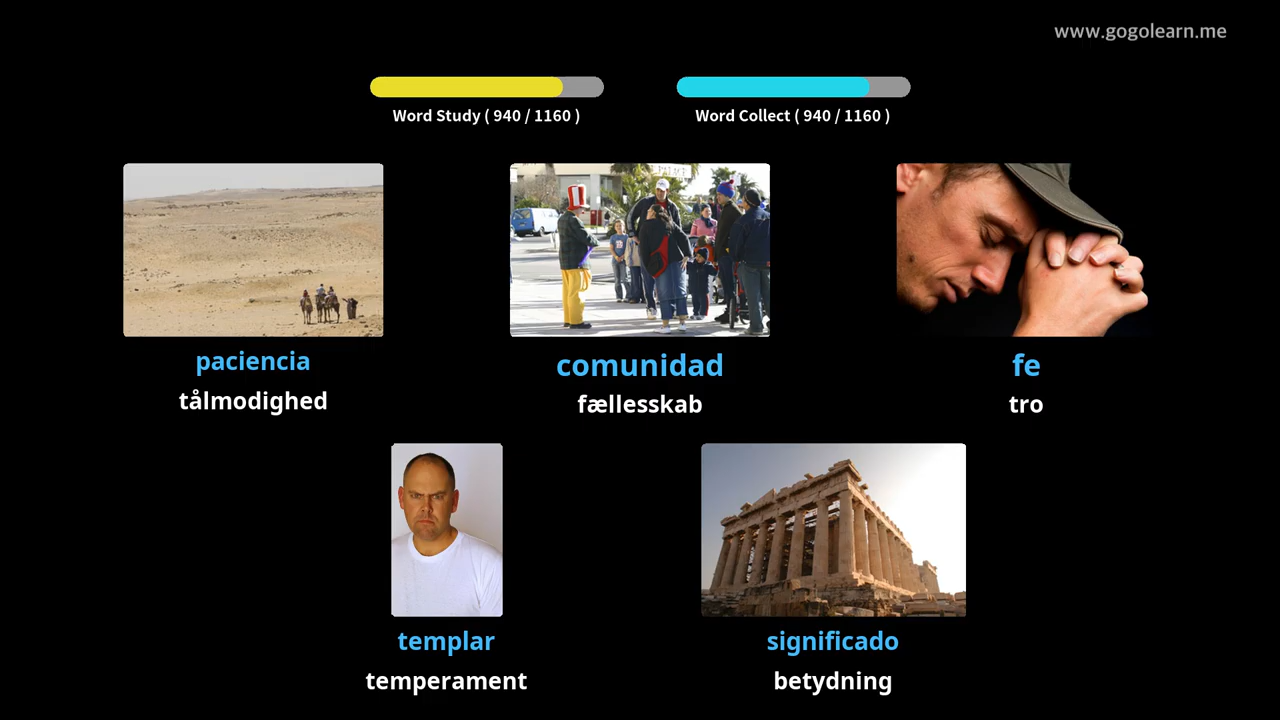 www.gogolearn.me
Word Study ( 940 / 1160 )
Word Collect ( 940 / 1160 )
paciencia
tålmodighed
comunidad
fællesskab
fe
tro
templar
temperament
significado
betydning